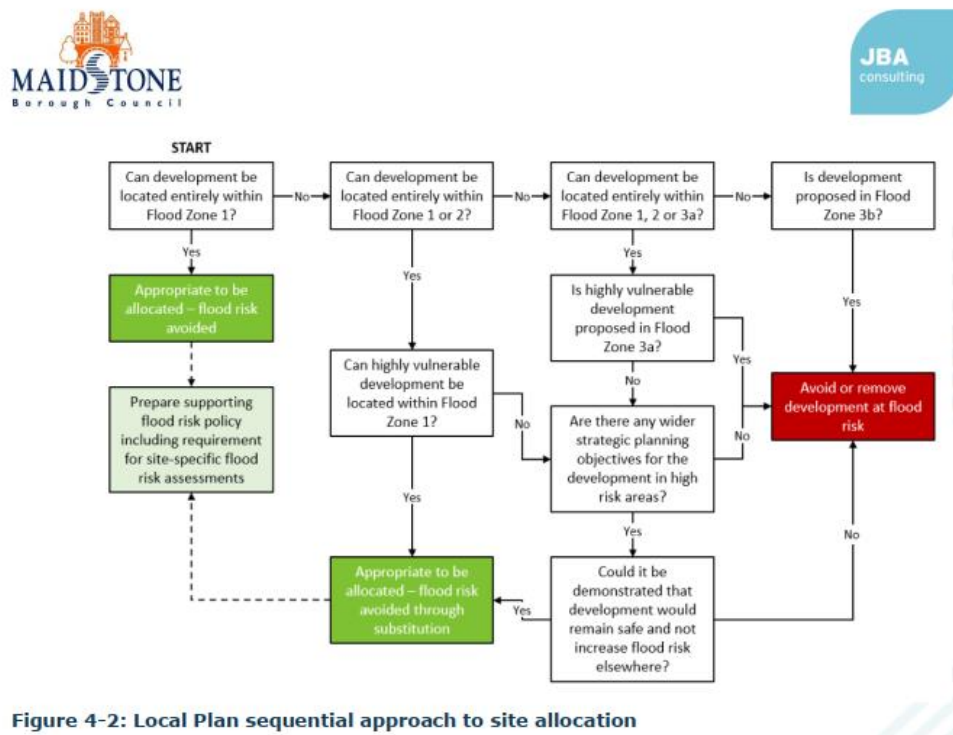 MAIDSTONE
Borough Council
JBA
consulting
START
Can development be
located entirely within
Flood Zone 1?
No
Can development be
located entirely within
Flood Zone 1 or 2?
No
Can development be
located entirely within
Flood Zone 1, 2 or 3a?
No
Is development
proposed in Flood
Zone 3b?
Yes
Appropriate to be
allocated – flood risk
avoided
Prepare supporting
flood risk policy
including requirement
for site-specific flood
risk assessments
Yes
Can highly vulnerable
development be
located within Flood
Zone 1?
No
Yes
Appropriate to be
allocated – flood risk
avoided through
substitution
Yes
Is highly vulnerable
development
proposed in Flood
Zone 3a?
Yes
No
Are there any wider
strategic planning
objectives for the
development in high
risk areas?
No
Yes
Could it be
demonstrated that
development would
remain safe and not
increase flood risk
elsewhere?
Yes
No
Yes
Avoid or remove
development at flood
risk
Figure 4-2: Local Plan sequential approach to site allocation